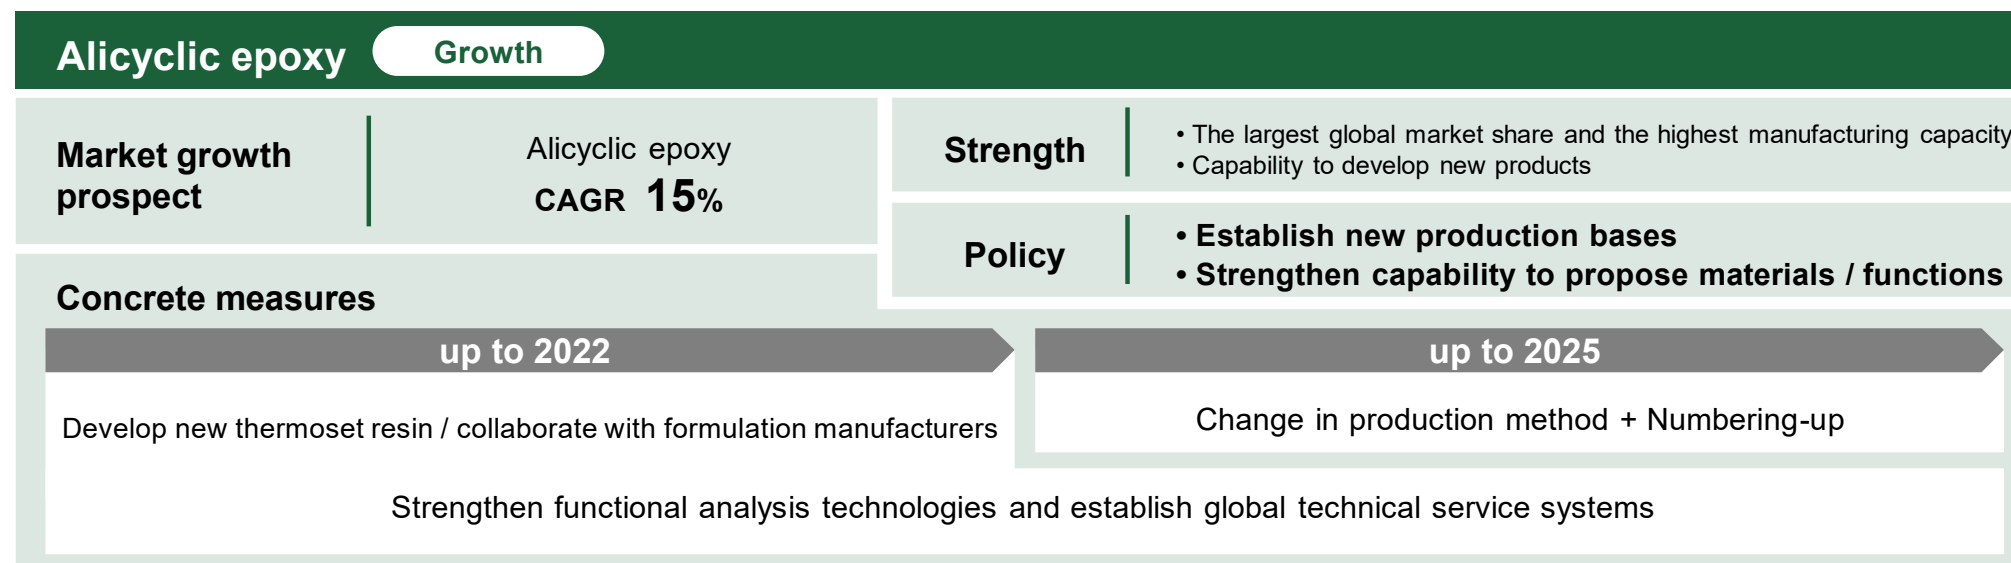 Alicyclic epoxy
Growth
Market growth
prospect
Alicyclic epoxy
CAGR 15%
Strength
• The largest global market share and the highest manufacturing capacity
• Capability to develop new products
Policy
• Establish new production bases
• Strengthen capability to propose materials / functions
Concrete measures
up to 2022
up to 2025
Develop new thermoset resin / collaborate with formulation manufacturers
Change in production method + Numbering-up
Strengthen functional analysis technologies and establish global technical service systems